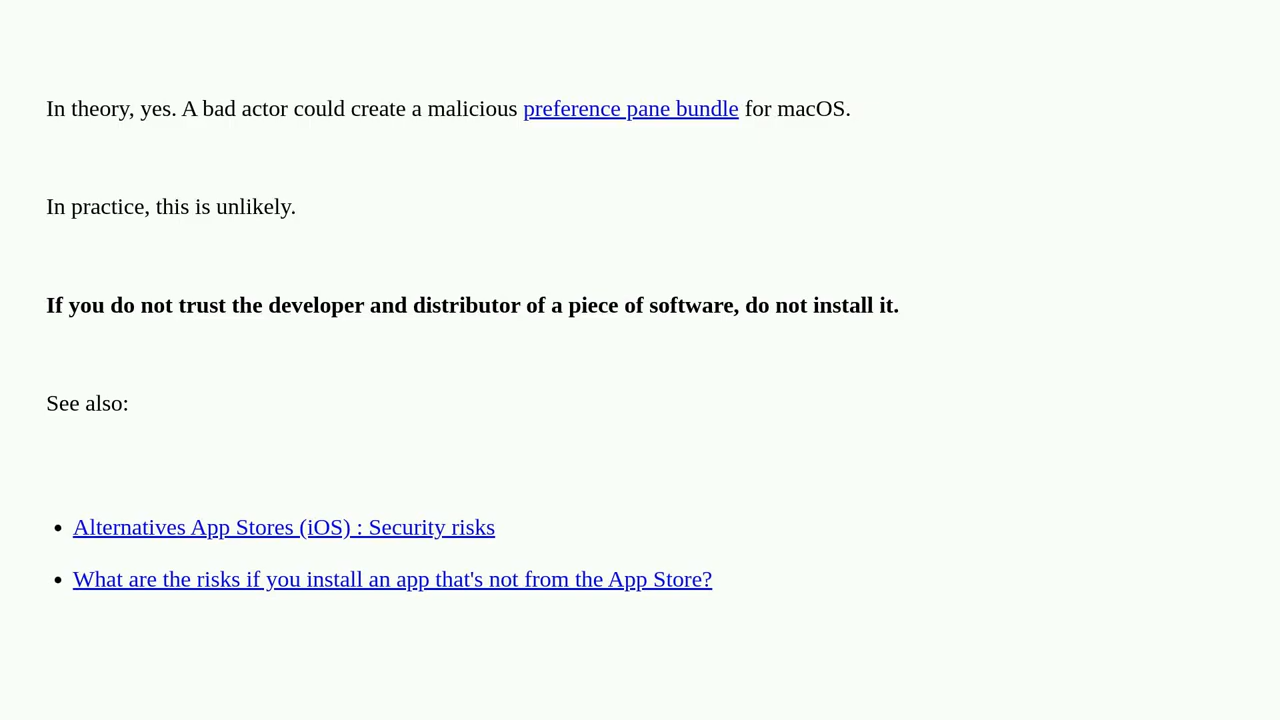 In theory, yes. A bad actor could create a malicious preference pane bundle for macOS.
In practice, this is unlikely.
If you do not trust the developer and distributor of a piece of software, do not install it.
See also:
• Alternatives App Stores (iOS) : Security risks
• What are the risks if you install an app that's not from the App Store?